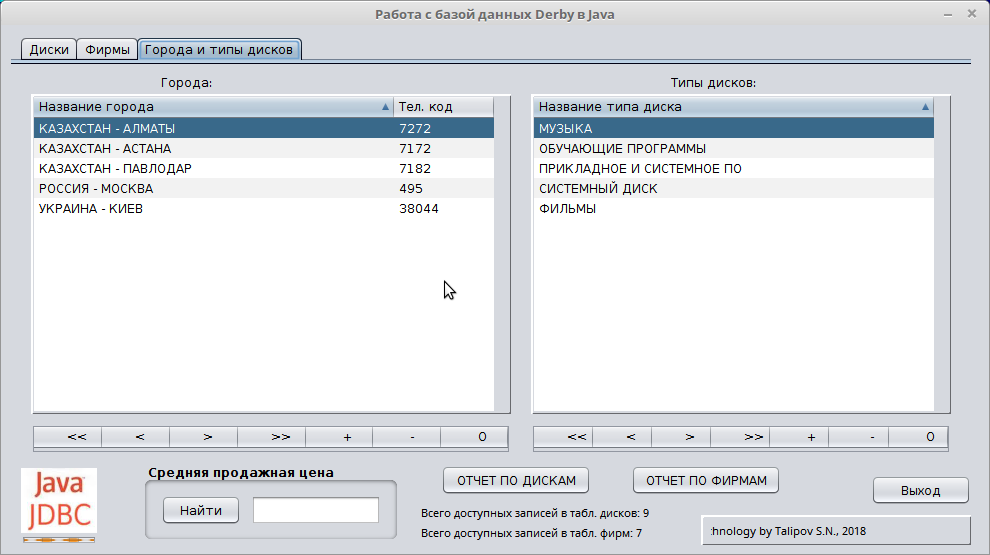 Работа с базой данных Derby в Java
Диски Фирмы Города и типы дисков
Города: Типы дисков:
Название города Тел. код
КАЗАХСТАН - АЛМАТЫ 7272
КАЗАХСТАН - АСТАНА 7172
КАЗАХСТАН - ПАВЛОДАР 7182
РОССИЯ - МОСКВА 495
УКРАИНА - КИЕВ 38044
Название типа диска
МУЗЫКА
ОБУЧАЮЩИЕ ПРОГРАММЫ
ПРИКЛАДНОЕ И СИСТЕМНОЕ ПО
СИСТЕМНЫЙ ДИСК
ФИЛЬМЫ
<< < > >> + - O
<< < > >> + - O
Java
JDBC
Средняя продажная цена
Найти
ОТЧЕТ ПО ДИСКАМ ОТЧЕТ ПО ФИРМАМ
Всего доступных записей в табл. дисков: 9
Всего доступных записей в табл. фирм: 7
Выход
hnology by Talipov S.N., 2018